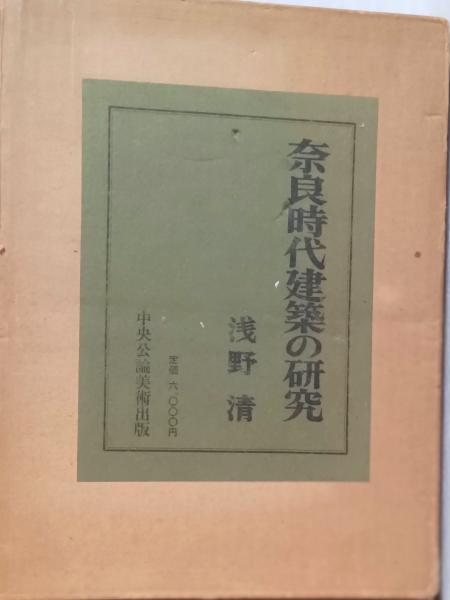 奈良時代建築の研究
浅野 清
定価 六、〇〇〇円
中央公論美術出版